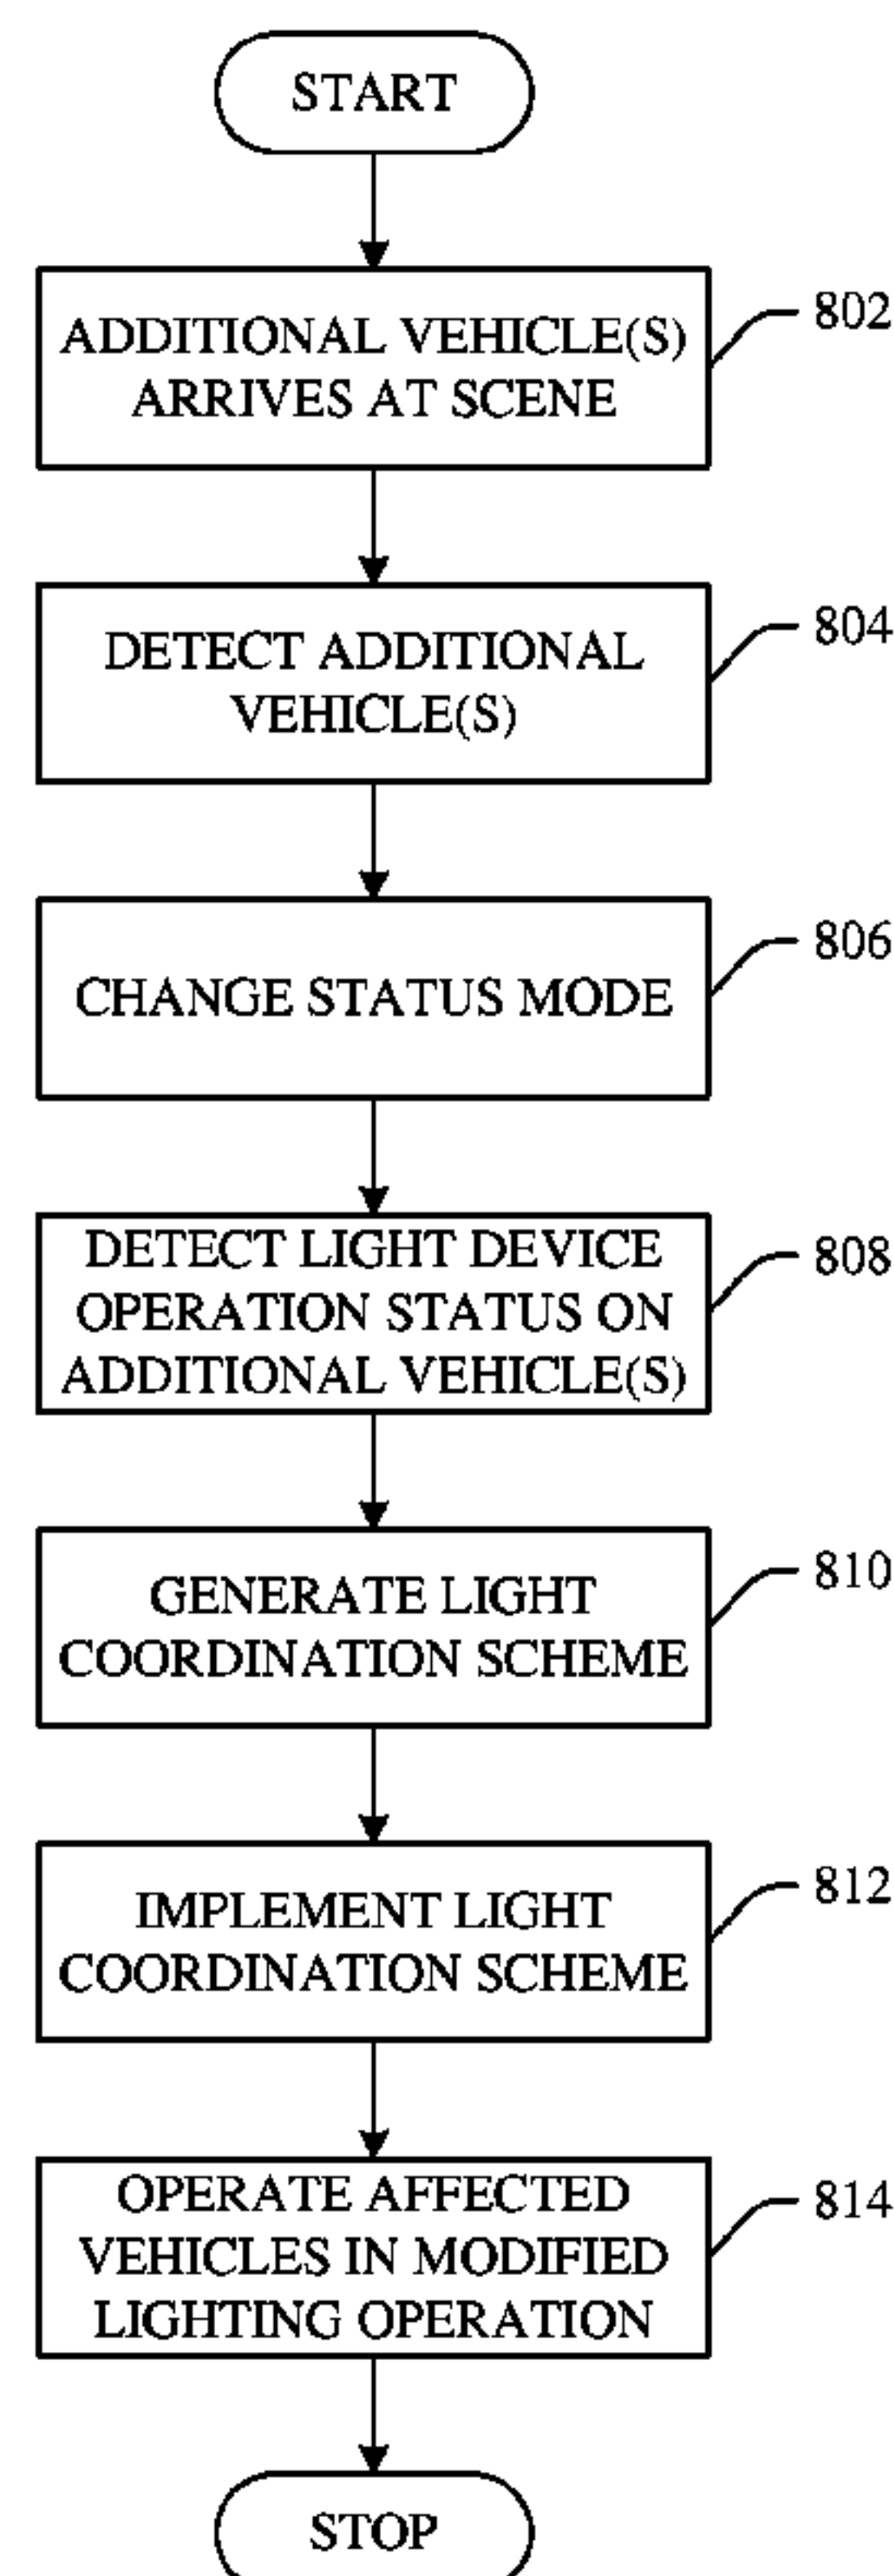 START
ADDITIONAL VEHICLE(S)
ARRIVES AT SCENE
802
DETECT ADDITIONAL
VEHICLE(S)
804
CHANGE STATUS MODE
806
DETECT LIGHT DEVICE
OPERATION STATUS ON
ADDITIONAL VEHICLE(S)
808
GENERATE LIGHT
COORDINATION SCHEME
810
IMPLEMENT LIGHT
COORDINATION SCHEME
812
OPERATE AFFECTED
VEHICLES IN MODIFIED
LIGHTING OPERATION
814
STOP